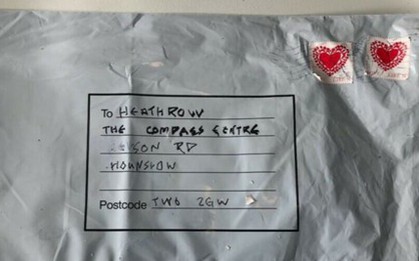 To HEATHROW
THE COMPASS CENTRE
RD
HOUNSLOW
Postcode TW6 2GW